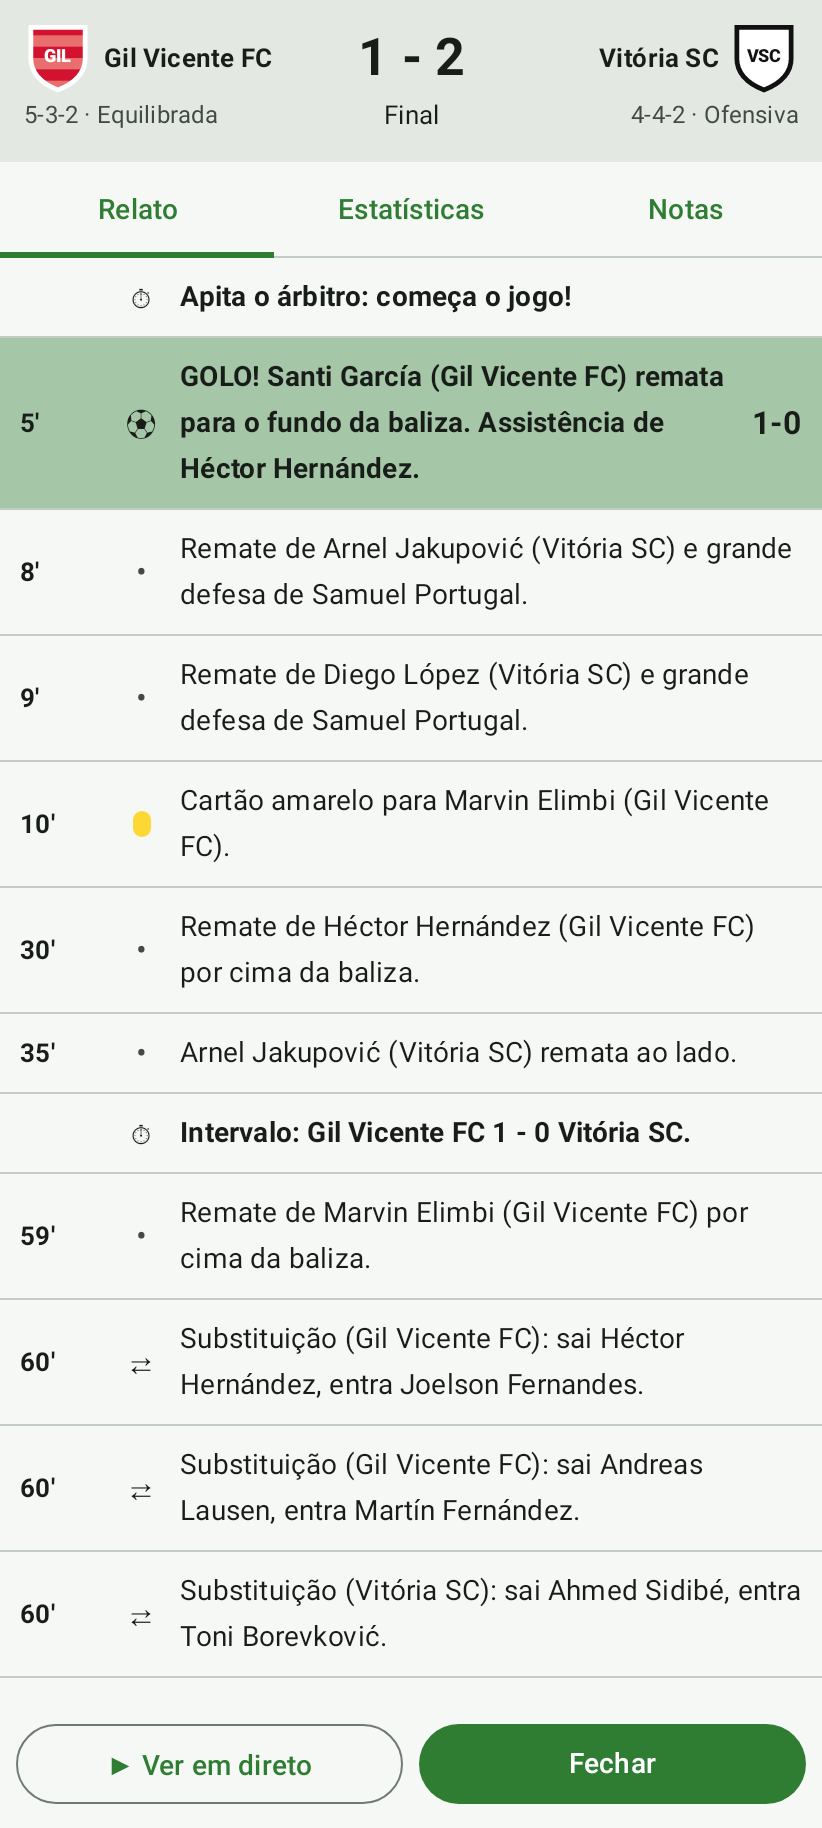 GIL
Gil Vicente FC
1 - 2
Vitória SC
VSC
5-3-2 · Equilibrada
Final
4-4-2 · Ofensiva
Relato
Estatísticas
Notas
Apita o árbitro: começa o jogo!
5'
GOLO! Santi García (Gil Vicente FC) remata
para o fundo da baliza. Assistência de
Héctor Hernández.
1-0
8'
Remate de Arnel Jakupović (Vitória SC) e grande
defesa de Samuel Portugal.
9'
Remate de Diego López (Vitória SC) e grande
defesa de Samuel Portugal.
10'
Cartão amarelo para Marvin Elimbi (Gil Vicente
FC).
30'
Remate de Héctor Hernández (Gil Vicente FC)
por cima da baliza.
35'
Arnel Jakupović (Vitória SC) remata ao lado.
Intervalo: Gil Vicente FC 1 - 0 Vitória SC.
59'
Remate de Marvin Elimbi (Gil Vicente FC) por
cima da baliza.
60'
Substituição (Gil Vicente FC): sai Héctor
Hernández, entra Joelson Fernandes.
60'
Substituição (Gil Vicente FC): sai Andreas
Lausen, entra Martín Fernández.
60'
Substituição (Vitória SC): sai Ahmed Sidibé, entra
Toni Borevković.
► Ver em direto
Fechar